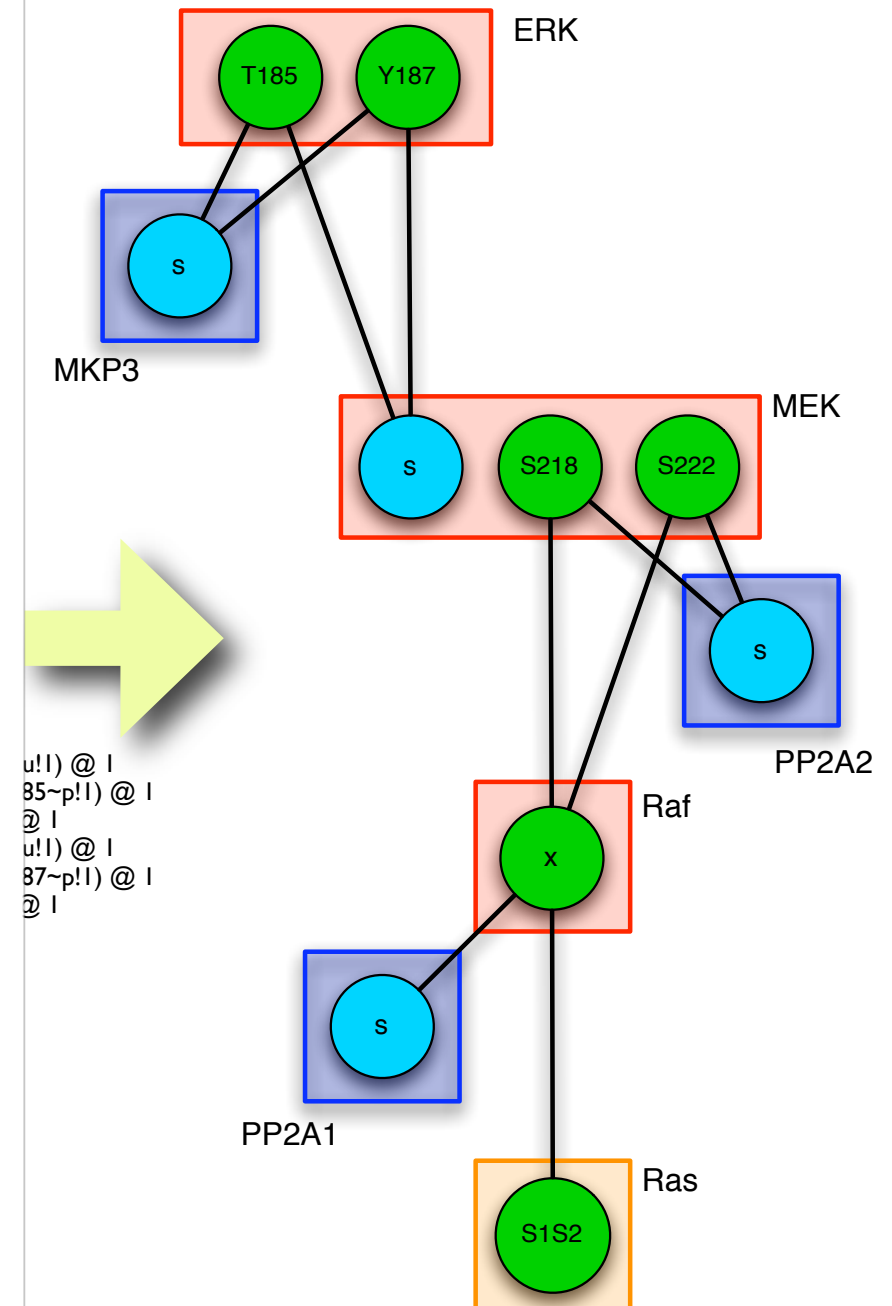 ERK
T185 Y187
s
MKP3
MEK
s S218 S222
s
PP2A2
u!1) @ 1
85~p!1) @ 1
@ 1
u!1) @ 1
87~p!1) @ 1
@ 1
Raf
x
s
PP2A1
Ras
S1S2